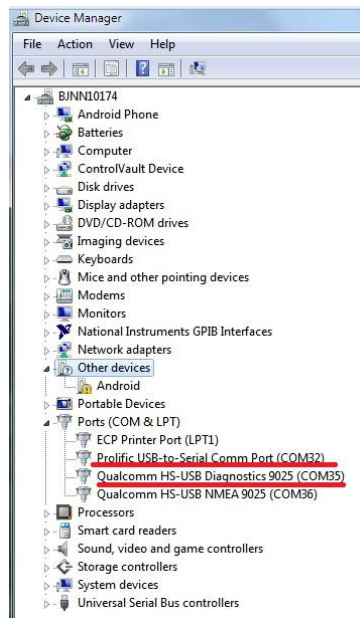 Device Manager
File Action View Help
BJNN10174
Android Phone
Batteries
Computer
ControlVault Device
Disk drives
Display adapters
DVD/CD-ROM drives
Imaging devices
Keyboards
Mice and other pointing devices
Modems
Monitors
National Instruments GPIB Interfaces
Network adapters
Other devices
Android
Portable Devices
Ports (COM & LPT)
ECP Printer Port (LPT1)
Prolific USB-to-Serial Comm Port (COM32)
Qualcomm HS-USB Diagnostics 9025 (COM35)
Qualcomm HS-USB NMEA 9025 (COM36)
Processors
Smart card readers
Sound, video and game controllers
Storage controllers
System devices
Universal Serial Bus controllers